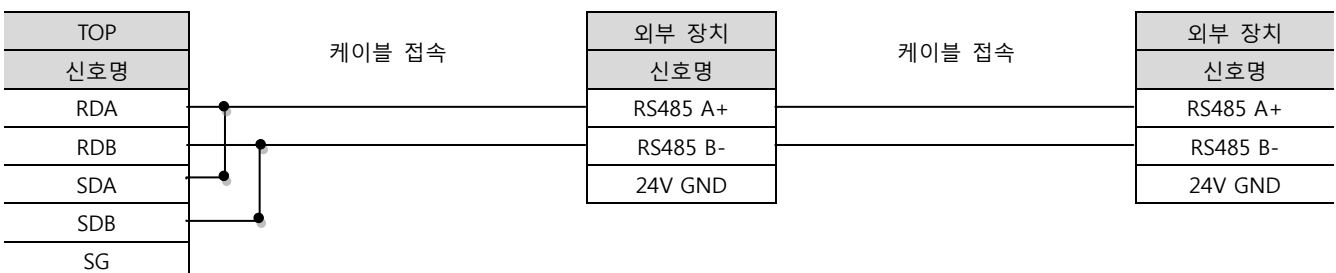 TOP 케이블 접속 외부 장치 케이블 접속 외부 장치
신호명 신호명 신호명
RDA RS485 A+ RS485 A+
RDB RS485 B- RS485 B-
SDA 24V GND 24V GND
SDB
SG